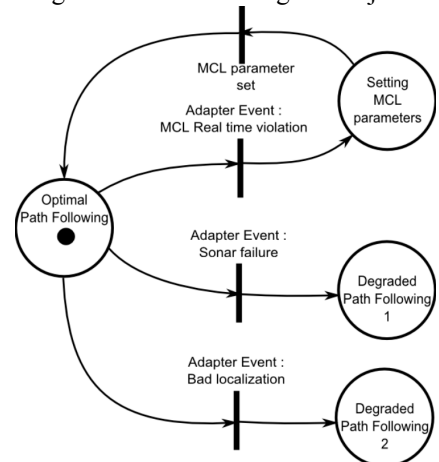 MCL parameter
set
Setting
MCL
parameters
Adapter Event :
MCL Real time violation
Optimal
Path Following
Adapter Event :
Sonar failure
Degraded
Path Following
1
Adapter Event :
Bad localization
Degraded
Path Following
2